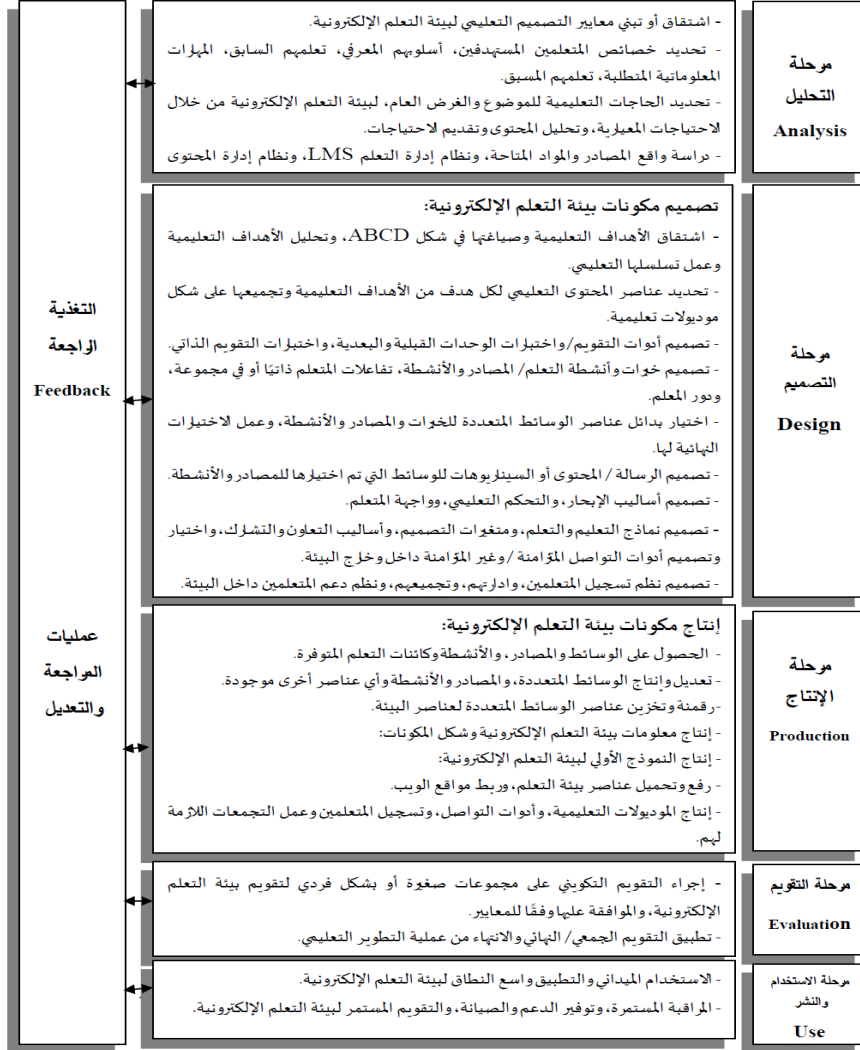 مرحلة
التحليل
Analysis
- اشتقاق أو تبني معايير التصميم التعليمي لبيئة التعلم الإلكترونية.
- تحديد خصائص المتعلمين المستهدفين، أسلوبهم المعرفي، تعلمهم السابق، المهارات
المعلوماتية المتطلبة، تعلمهم المسبق.
- تحديد الحاجات التعليمية للموضوع والغرض العام، لبيئة التعلم الإلكترونية من خلال
الاحتياجات المعيارية، وتحليل المحتوى وتقديم الاحتياجات.
- دراسة واقع المصادر والمواد المتاحة، ونظام إدارة التعلم LMS، ونظام إدارة المحتوى
مرحلة
التصميم
Design
تصميم مكونات بيئة التعلم الإلكترونية:
- اشتقاق الأهداف التعليمية وصياغتها في شكل ABCD، وتحليل الأهداف التعليمية
وعمل تسلسلها التعليمي.
- تحديد عناصر المحتوى التعليمي لكل هدف من الأهداف التعليمية وتجميعها على شكل
موديولات تعليمية.
- تصميم أدوات التقويم/واختبارات الوحدات القبلية والبعدية، واختبارات التقويم الذاتي.
- تصميم خبرات وأنشطة التعلم/ المصادر والأنشطة، تفاعلات المتعلم ذاتيًا أو في مجموعة،
ودور المعلم.
- اختيار بدائل عناصر الوسائط المتعددة للخبرات والمصادر والأنشطة، وعمل الاختيارات
النهائية لها.
- تصميم الرسالة / المحتوى أو السيناريوهات للوسائط التي تم اختيارها للمصادر والأنشطة.
- تصميم أساليب الإبحار، والتحكم التعليمي، وواجهة المتعلم.
- تصميم نماذج التعليم والتعلم، ومتغيرات التصميم، وأساليب التعاون والتشارك، واختيار
وتصميم أدوات التواصل المتزامنة /وغير المتزامنة داخل وخارج البيئة.
- تصميم نظم تسجيل المتعلمين، وادارتهم، وتجميعهم، ونظم دعم المتعلمين داخل البيئة.
مرحلة
الإنتاج
Production
إنتاج مكونات بيئة التعلم الإلكترونية:
- الحصول على الوسائط والمصادر، والأنشطة وكائنات التعلم المتوفرة.
- تعديل وإنتاج الوسائط المتعددة، والمصادر والأنشطة وأي عناصر أخرى موجودة.
-رقمنة وتخزين عناصر الوسائط المتعددة لعناصر البيئة.
- إنتاج معلومات بيئة التعلم الإلكترونية وشكل المكونات:
- إنتاج النموذج الأولي لبيئة التعلم الإلكترونية:
- رفع وتحميل عناصر بيئة التعلم، وربط مواقع الويب.
- إنتاج الموديولات التعليمية، وأدوات التواصل، وتسجيل المتعلمين وعمل التجمعات اللازمة
لهم.
مرحلة التقويم
Evaluation
- إجراء التقويم التكويني على مجموعات صغيرة أو بشكل فردي لتقويم بيئة التعلم
الإلكترونية، والموافقة عليها وفقًا للمعايير.
- تطبيق التقويم الجمعي/ النهائي والانتهاء من عملية التطوير التعليمي.
مرحلة الاستخدام
والنشر
Use
- الاستخدام الميداني والتطبيق واسع النطاق لبيئة التعلم الإلكترونية.
- المراقبة المستمرة، وتوفير الدعم والصيانة، والتقويم المستمر لبيئة التعلم الإلكترونية.
التغذية
الراجعة
Feedback
عمليات
المراجعة
والتعديل